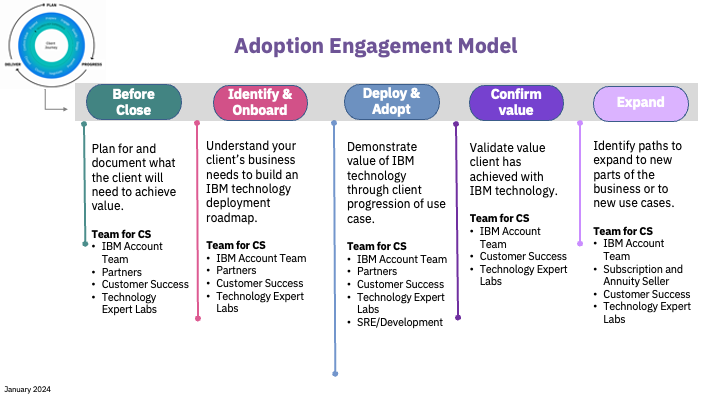 PLAN
Client
Journey
DELIVER
PROGRESS
Adoption Engagement Model
Before
Close
Identify &
Onboard
Deploy &
Adopt
Confirm
value
Expand
Plan for and
document what
the client will
need to achieve
value.
Team for CS
• IBM Account
Team
• Partners
• Customer Success
• Technology
Expert Labs
Understand your
client’s business
needs to build an
IBM technology
deployment
roadmap.
Team for CS
• IBM Account Team
• Partners
• Customer Success
• Technology Expert
Labs
Demonstrate
value of IBM
technology
through client
progression of use
case.
Team for CS
• IBM Account Team
• Partners
• Customer Success
• Technology Expert
Labs
• SRE/Development
Validate value
client has
achieved with
IBM technology.
Team for CS
• IBM Account
Team
• Customer Success
• Technology Expert
Labs
Identify paths to
expand to new
parts of the
business or to
new use cases.
Team for CS
• IBM Account
Team
• Subscription and
Annuity Seller
• Customer Success
• Technology Expert
Labs
January 2024